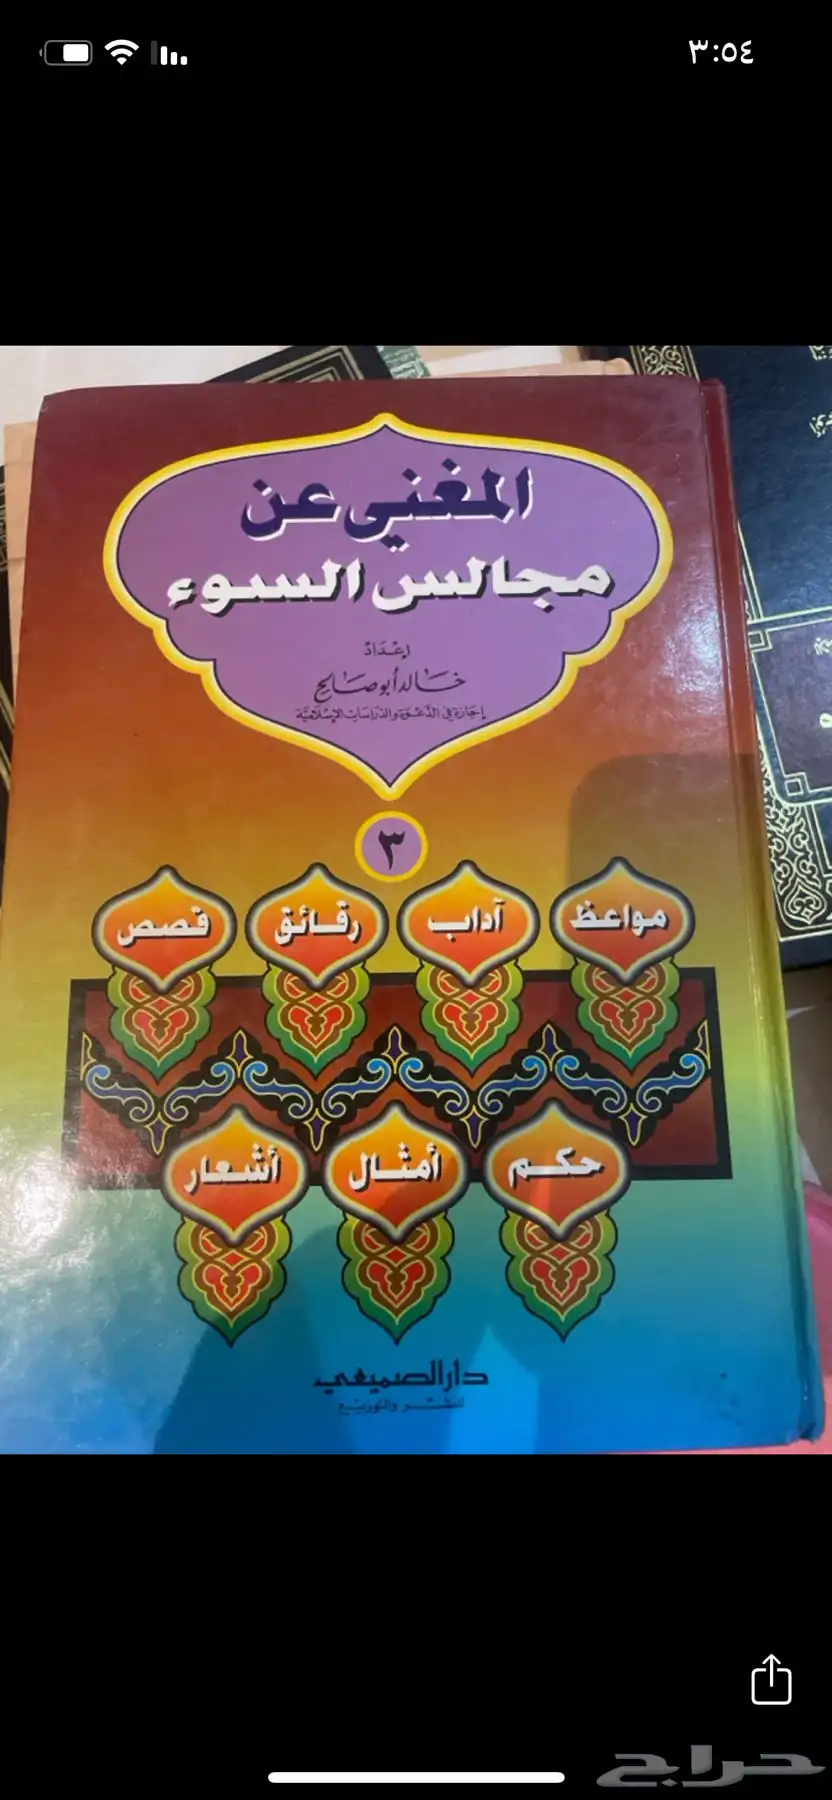 ٣:٥٤
المغني عن
مجالس السوء
إعداد
خالد أبو صالح
إجازة في الدعوة والدراسات الإسلامية
٣
مواعظ آداب رقائق قصص
حكم أمثال أشعار
دار الصميعي
للنشر والتوزيع
حراج